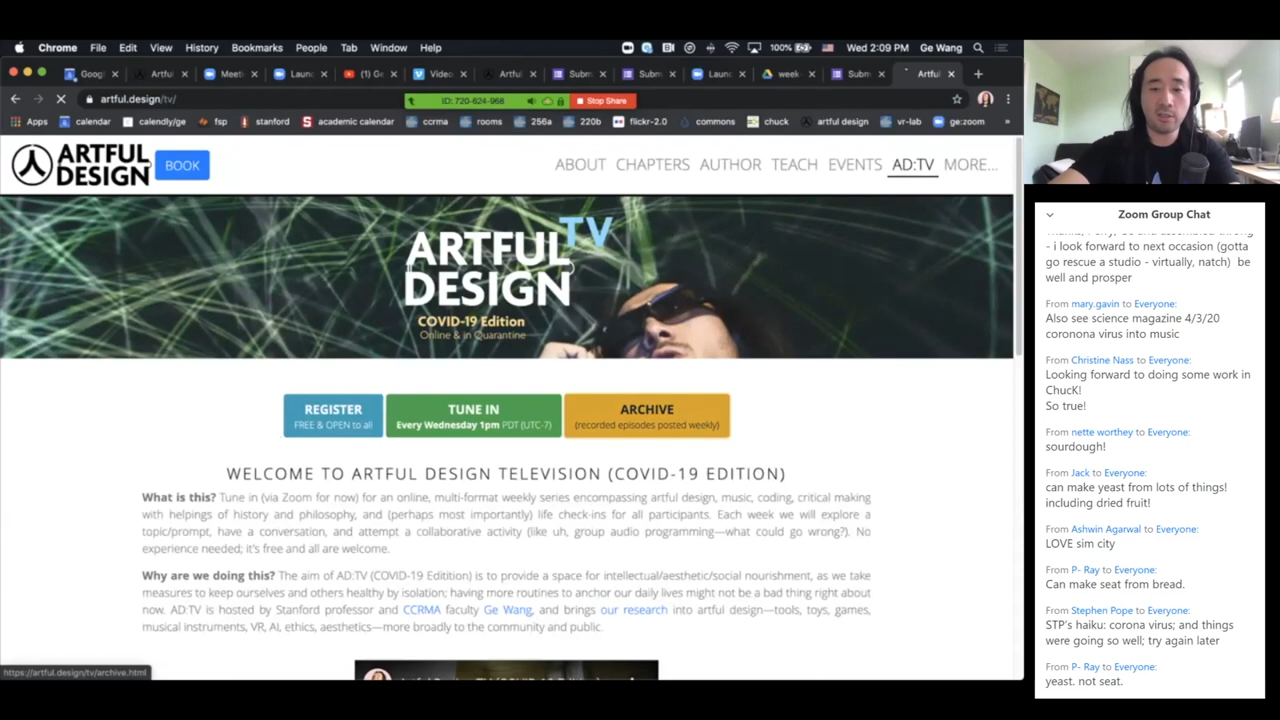 Chrome File Edit View History Bookmarks People Tab Window Help 100% Wed 2:09 PM Ge Wang
Googl Artful Meeti Laun (1) Ge Video Artful Subm Subm Launc week Subm Artful
artful.design/tv/ ID: 720-824-968 Stop Share
Apps calendar calendly/ge fsp stanford academic calendar ccrma rooms 256a 220b flickr-2.0 commons chuck artful design vr-lab ge:zoom »
ARTFUL
DESIGN
BOOK
ABOUT CHAPTERS AUTHOR TEACH EVENTS AD:TV MORE...
ARTFUL TV
DESIGN
COVID-19 Edition
Online & in Quarantine
REGISTER
FREE & OPEN to all
TUNE IN
Every Wednesday 1pm PDT (UTC-7)
ARCHIVE
(recorded episodes posted weekly)
WELCOME TO ARTFUL DESIGN TELEVISION (COVID-19 EDITION)
What is this? Tune in (via Zoom for now) for an online, multi-format weekly series encompassing artful design, music, coding, critical making
with helpings of history and philosophy, and (perhaps most importantly) life check-ins for all participants. Each week we will explore a
topic/prompt, have a conversation, and attempt a collaborative activity (like uh, group audio programming—what could go wrong?). No
experience needed; it's free and all are welcome.
Why are we doing this? The aim of AD:TV (COVID-19 Editition) is to provide a space for intellectual/aesthetic/social nourishment, as we take
measures to keep ourselves and others healthy by isolation; having more routines to anchor our daily lives might not be a bad thing right about
now. AD:TV is hosted by Stanford professor and CCRMA faculty Ge Wang, and brings our research into artful design—tools, toys, games,
musical instruments, VR, AI, ethics, aesthetics—more broadly to the community and public.
https://artful.design/tv/archive.html
Zoom Group Chat
- i look forward to next occasion (gotta
go rescue a studio - virtually, natch) be
well and prosper
From mary.gavin to Everyone:
Also see science magazine 4/3/20
coronona virus into music
From Christine Nass to Everyone:
Looking forward to doing some work in
ChucK!
So true!
From nette worthey to Everyone:
sourdough!
From Jack to Everyone:
can make yeast from lots of things!
including dried fruit!
From Ashwin Agarwal to Everyone:
LOVE sim city
From P- Ray to Everyone:
Can make seat from bread.
From Stephen Pope to Everyone:
STP's haiku: corona virus; and things
were going so well; try again later
From P- Ray to Everyone:
yeast. not seat.